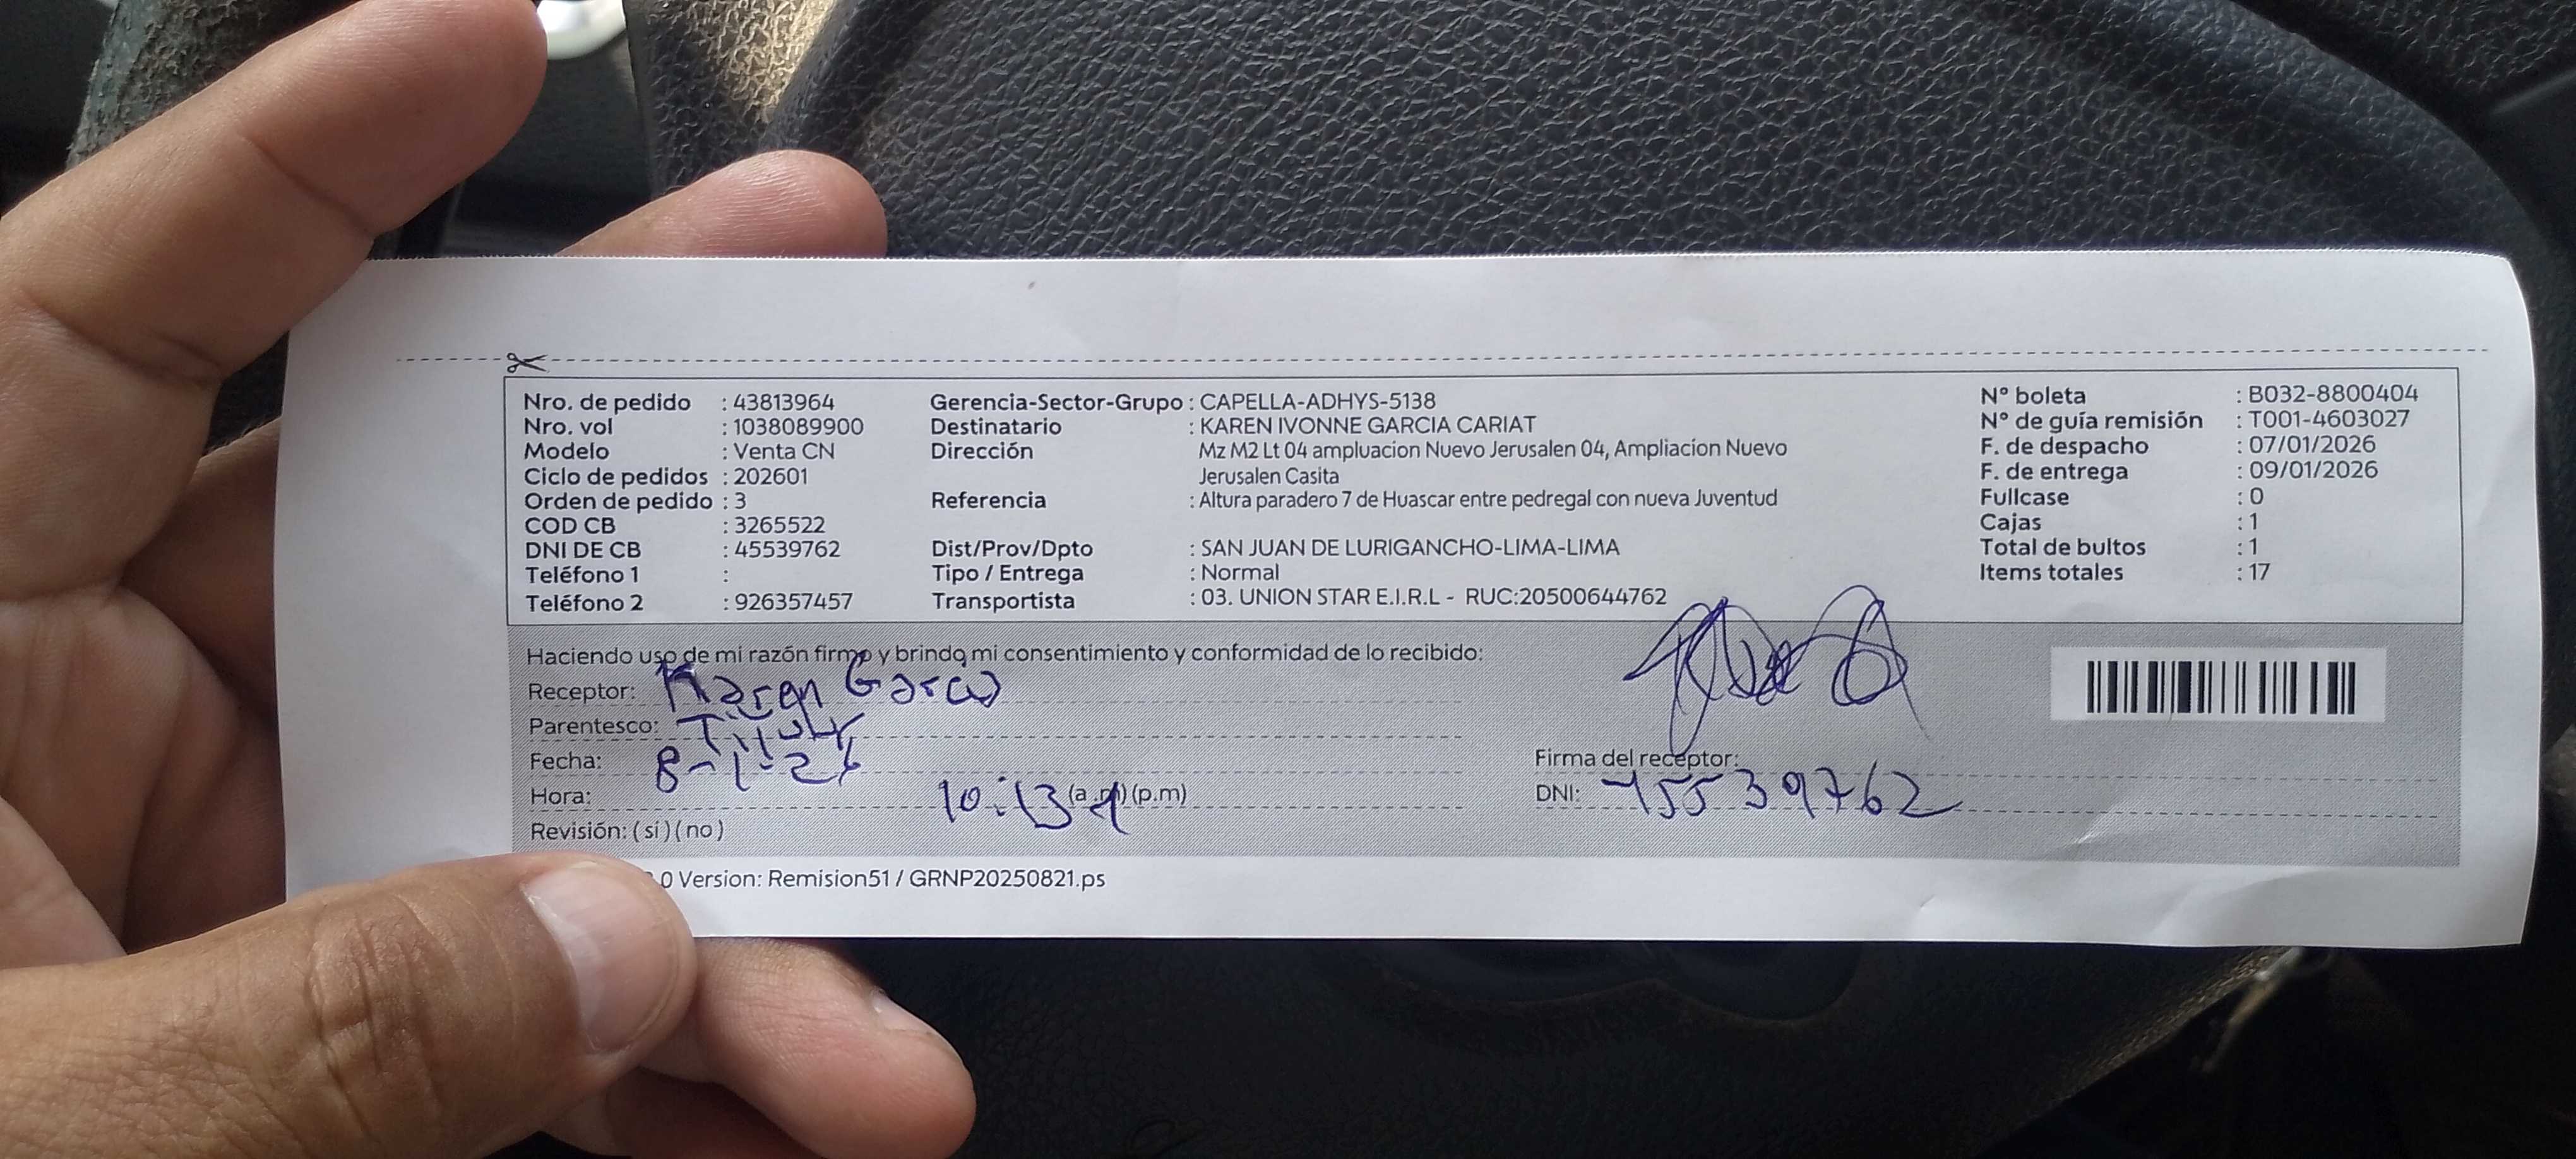 Nro. de pedido : 43813964 Gerencia-Sector-Grupo : CAPELLA-ADHYS-5138 N° boleta : B032-8800404
Nro. vol : 1038089900 Destinatario : KAREN IVONNE GARCIA CARIAT N° de guía remisión : T001-4603027
Modelo : Venta CN Dirección Mz M2 Lt 04 ampluacion Nuevo Jerusalen 04, Ampliacion Nuevo F. de despacho : 07/01/2026
Ciclo de pedidos : 202601 Jerusalen Casita F. de entrega : 09/01/2026
Orden de pedido : 3 Referencia : Altura paradero 7 de Huascar entre pedregal con nueva Juventud Fullcase : 0
COD CB : 3265522 Cajas : 1
DNI DE CB : 45539762 Dist/Prov/Dpto : SAN JUAN DE LURIGANCHO-LIMA-LIMA Total de bultos : 1
Teléfono 1 : Tipo / Entrega : Normal Items totales : 17
Teléfono 2 : 926357457 Transportista : 03. UNION STAR E.I.R.L - RUC:20500644762
Haciendo uso de mi razón firmo y brindo mi consentimiento y conformidad de lo recibido:
Receptor: Karen Garcia
Parentesco: Titular
Fecha: 8-1-26 Firma del receptor:
Hora: 10:13 (a.m)(p.m) DNI: 45539762
Revisión: (si)(no)
.0 Version: Remision51 / GRNP20250821.ps